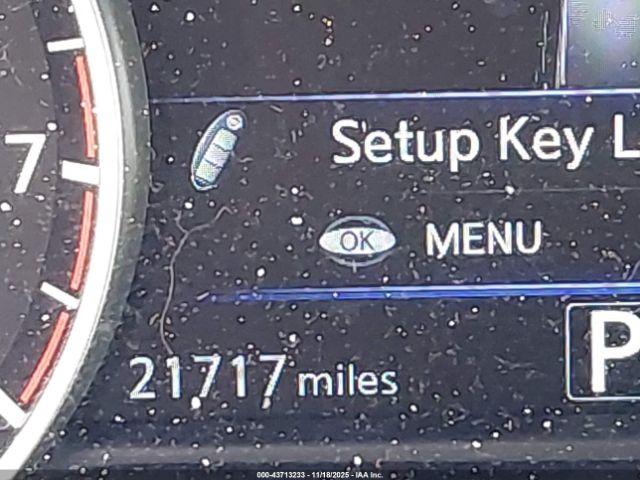 7
Setup Key L
OK MENU
21717 miles
P
000-43713233 - 11/18/2025 - IAA Inc.